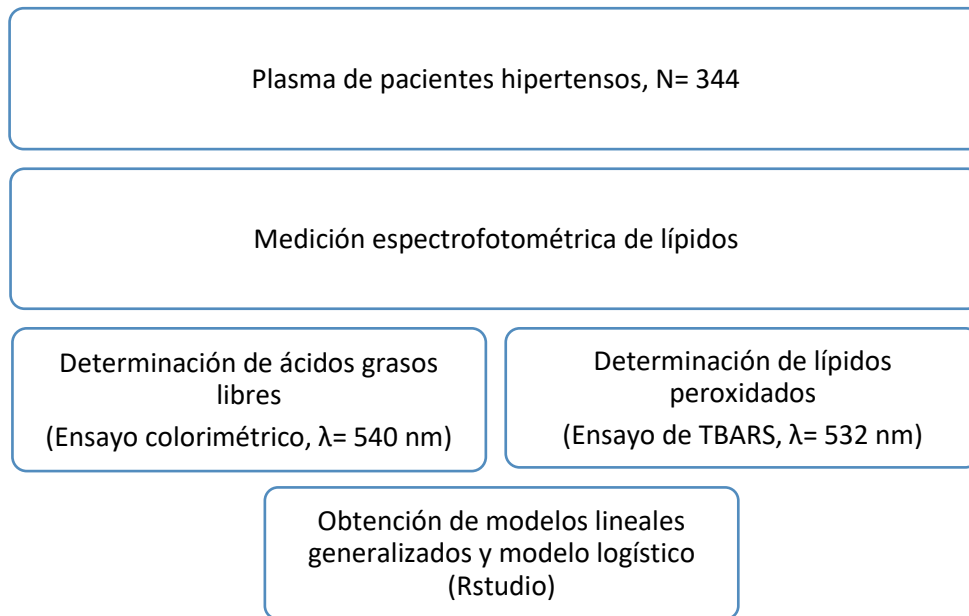 Plasma de pacientes hipertensos, N= 344
Medición espectrofotométrica de lípidos
Determinación de ácidos grasos
libres
(Ensayo colorimétrico, λ= 540 nm)
Determinación de lípidos
peroxidados
(Ensayo de TBARS, λ= 532 nm)
Obtención de modelos lineales
generalizados y modelo logístico
(Rstudio)